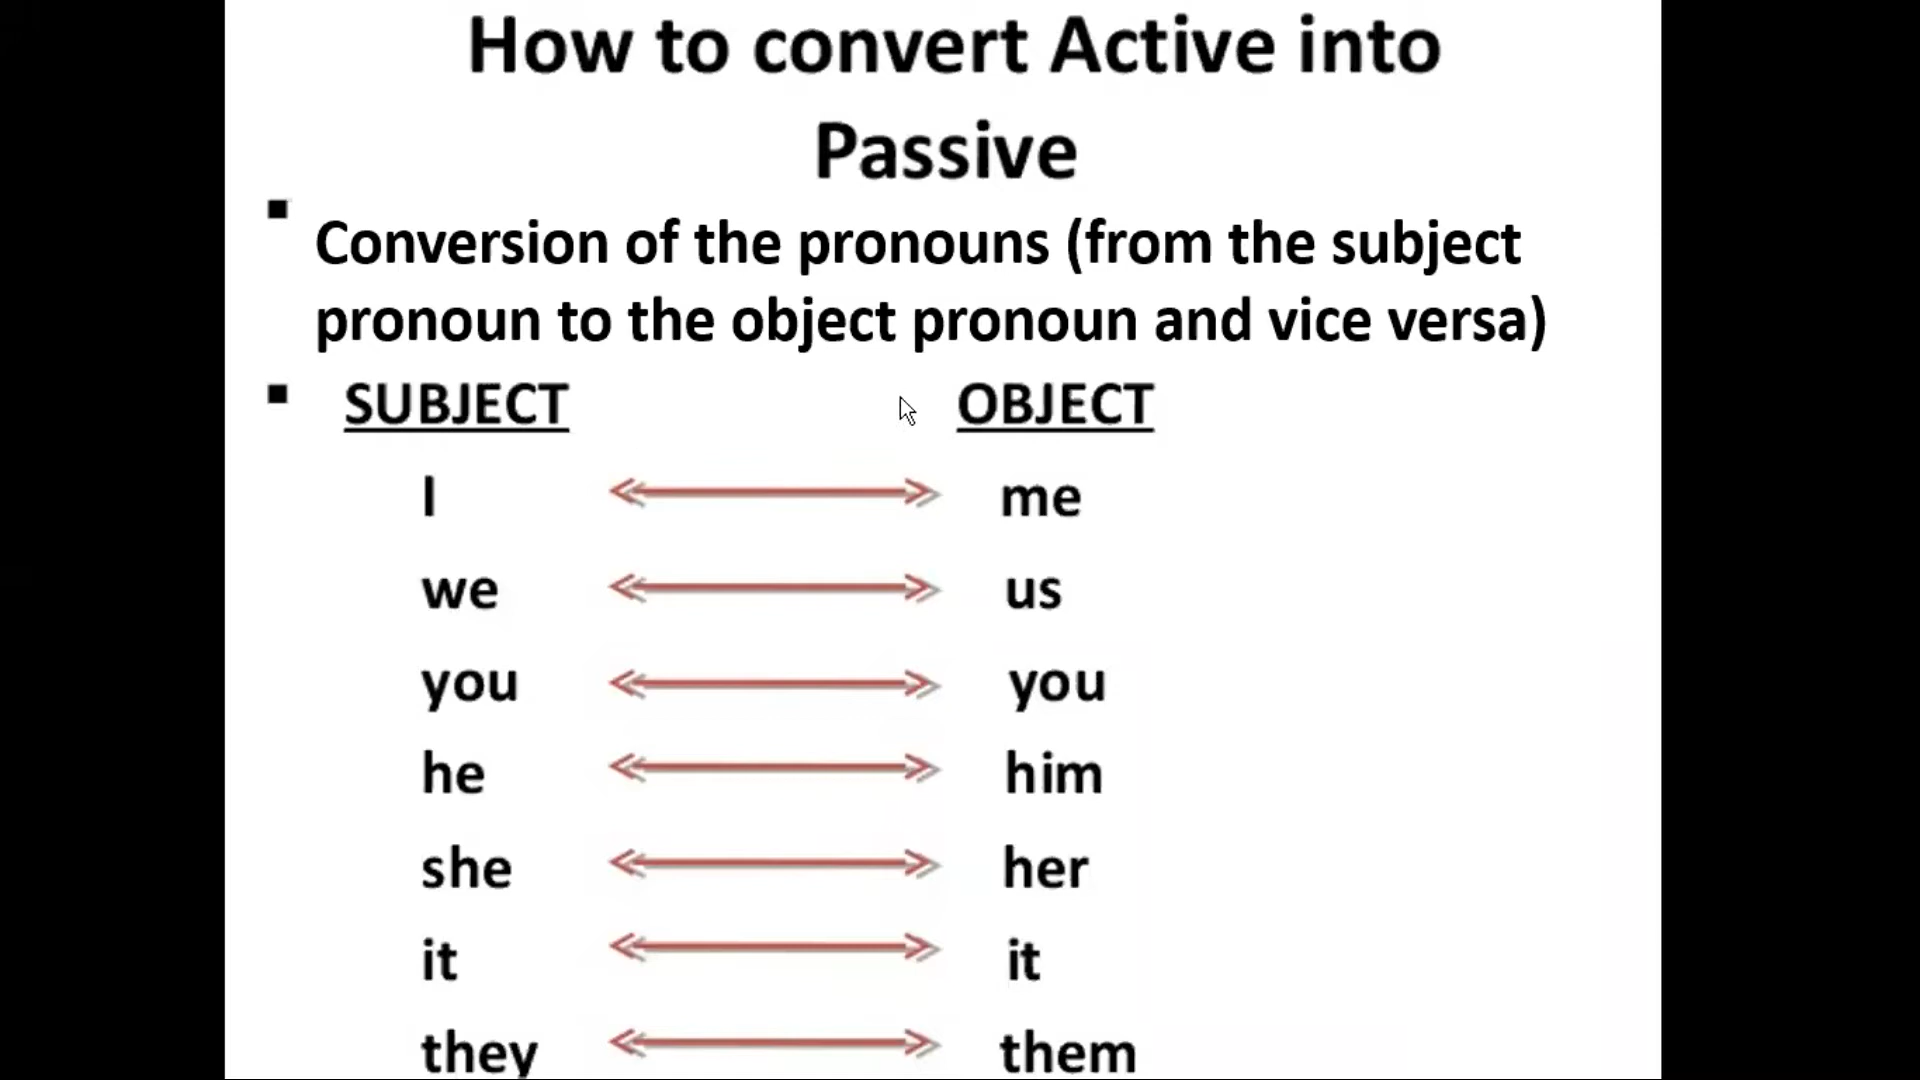 How to convert Active into
Passive
▪ Conversion of the pronouns (from the subject
pronoun to the object pronoun and vice versa)
▪ SUBJECT OBJECT
I me
we us
you you
he him
she her
it it
they them